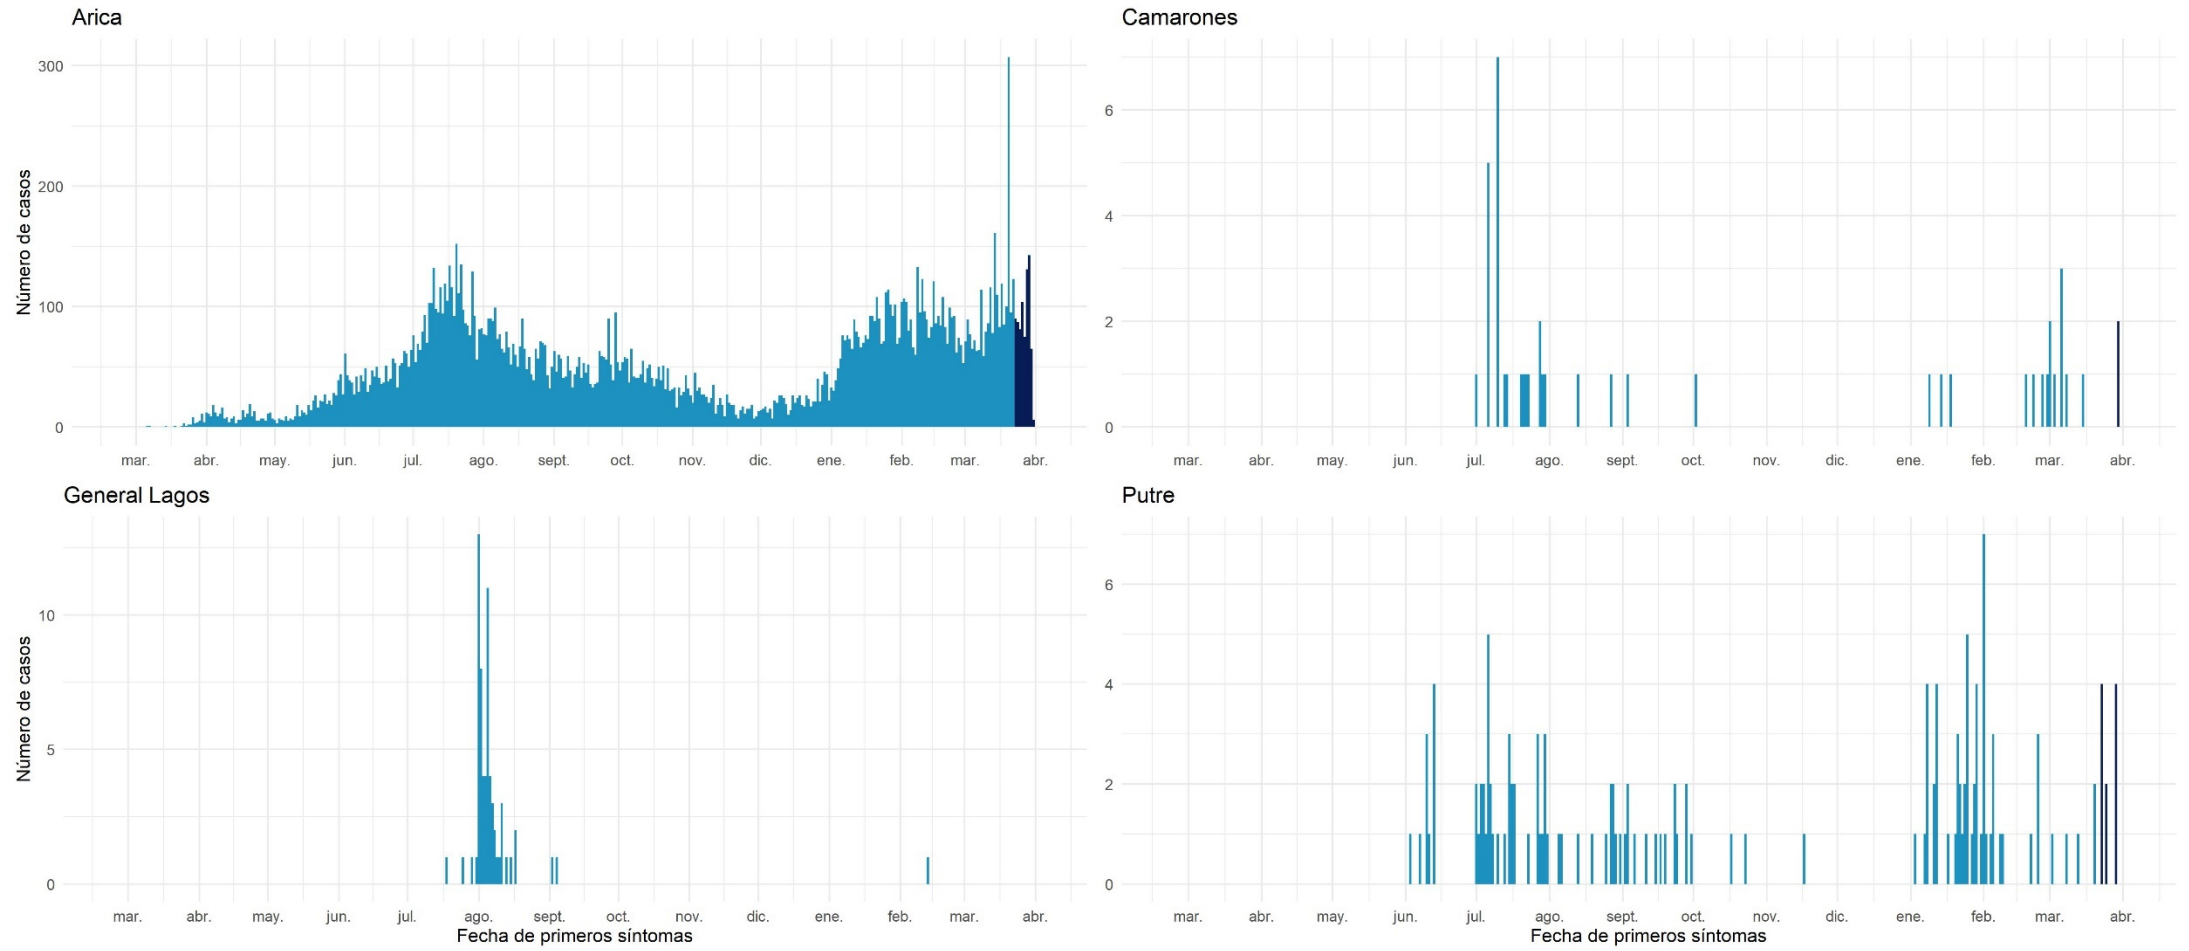 Arica
Número de casos
300
200
100
0
mar. abr. may. jun. jul. ago. sept. oct. nov. dic. ene. feb. mar. abr.
Camarones
6
4
2
0
mar. abr. may. jun. jul. ago. sept. oct. nov. dic. ene. feb. mar. abr.
General Lagos
Número de casos
10
5
0
mar. abr. may. jun. jul. ago. sept. oct. nov. dic. ene. feb. mar. abr.
Fecha de primeros síntomas
Putre
6
4
2
0
mar. abr. may. jun. jul. ago. sept. oct. nov. dic. ene. feb. mar. abr.
Fecha de primeros síntomas